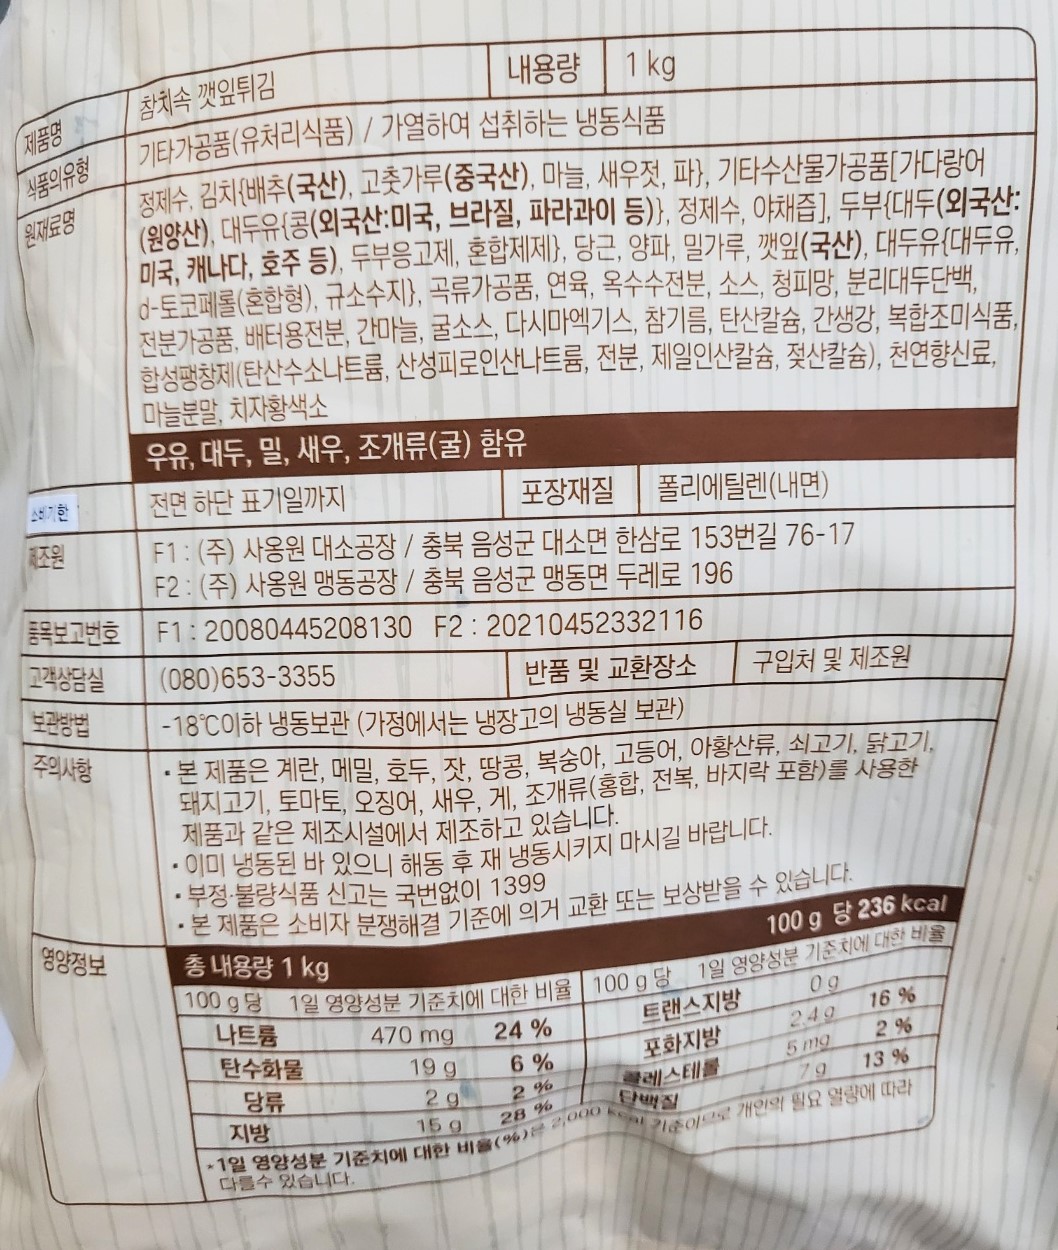 제품명 참치속 깻잎튀김 내용량 1 kg
식품의유형 기타가공품(유처리식품) / 가열하여 섭취하는 냉동식품
원재료명 정제수, 김치{배추(국산), 고춧가루(중국산), 마늘, 새우젓, 파}, 기타수산물가공품[가다랑어
(원양산), 대두유{콩(외국산:미국, 브라질, 파라과이 등)}, 정제수, 야채즙], 두부{대두(외국산:
미국, 캐나다, 호주 등), 두부응고제, 혼합제제}, 당근, 양파, 밀가루, 깻잎(국산), 대두유{대두유,
d-토코페롤(혼합형), 규소수지}, 곡류가공품, 연육, 옥수수전분, 소스, 청피망, 분리대두단백,
전분가공품, 배터용전분, 간마늘, 굴소스, 다시마엑기스, 참기름, 탄산칼슘, 간생강, 복합조미식품,
합성팽창제(탄산수소나트륨, 산성피로인산나트륨, 전분, 제일인산칼슘, 젖산칼슘), 천연향신료,
마늘분말, 치자황색소
우유, 대두, 밀, 새우, 조개류(굴) 함유
소비기한 전면 하단 표기일까지 포장재질 폴리에틸렌(내면)
제조원 F1 : (주) 사옹원 대소공장 / 충북 음성군 대소면 한삼로 153번길 76-17
F2 : (주) 사옹원 맹동공장 / 충북 음성군 맹동면 두레로 196
품목보고번호 F1 : 20080445208130 F2 : 20210452332116
고객상담실 (080)653-3355 반품 및 교환장소 구입처 및 제조원
보관방법 -18℃이하 냉동보관 (가정에서는 냉장고의 냉동실 보관)
주의사항 • 본 제품은 계란, 메밀, 호두, 잣, 땅콩, 복숭아, 고등어, 아황산류, 쇠고기, 닭고기,
돼지고기, 토마토, 오징어, 새우, 게, 조개류(홍합, 전복, 바지락 포함)를 사용한
제품과 같은 제조시설에서 제조하고 있습니다.
• 이미 냉동된 바 있으니 해동 후 재 냉동시키지 마시길 바랍니다.
• 부정·불량식품 신고는 국번없이 1399
• 본 제품은 소비자 분쟁해결 기준에 의거 교환 또는 보상받을 수 있습니다.
영양정보 총 내용량 1 kg 100 g 당 236 kcal
100 g 당 1일 영양성분 기준치에 대한 비율 100 g 당 1일 영양성분 기준치에 대한 비율
나트륨 470 mg 24 % 트랜스지방 0 g
탄수화물 19 g 6 % 포화지방 2.4 g 16 %
당류 2 g 2 % 콜레스테롤 5 mg 2 %
지방 15 g 28 % 단백질 7 g 13 %
*1일 영양성분 기준치에 대한 비율(%)은 2,000 kcal 기준이므로 개인의 필요 열량에 따라
다를수 있습니다.